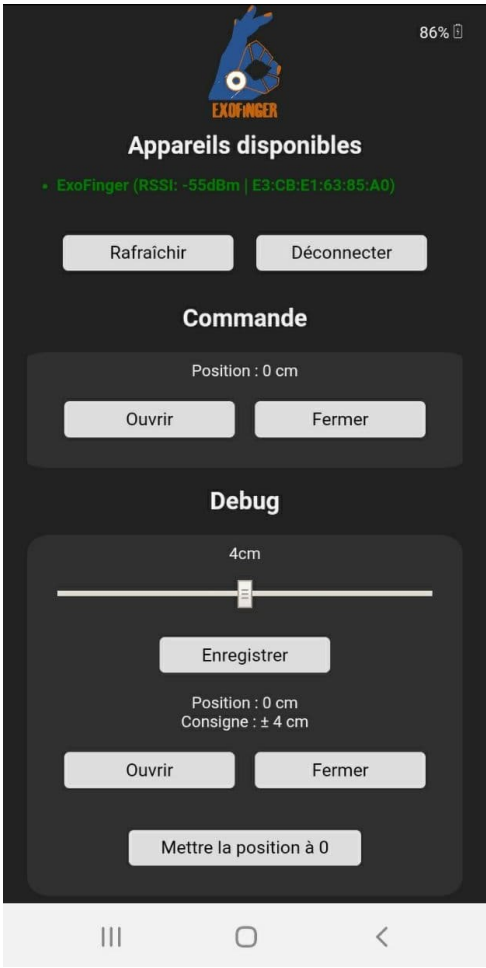 86%
EXOFINGER
Appareils disponibles
• ExoFinger (RSSI: -55dBm | E3:CB:E1:63:85:A0)
Rafraîchir Déconnecter
Commande
Position : 0 cm
Ouvrir Fermer
Debug
4cm
Enregistrer
Position : 0 cm
Consigne : ± 4 cm
Ouvrir Fermer
Mettre la position à 0